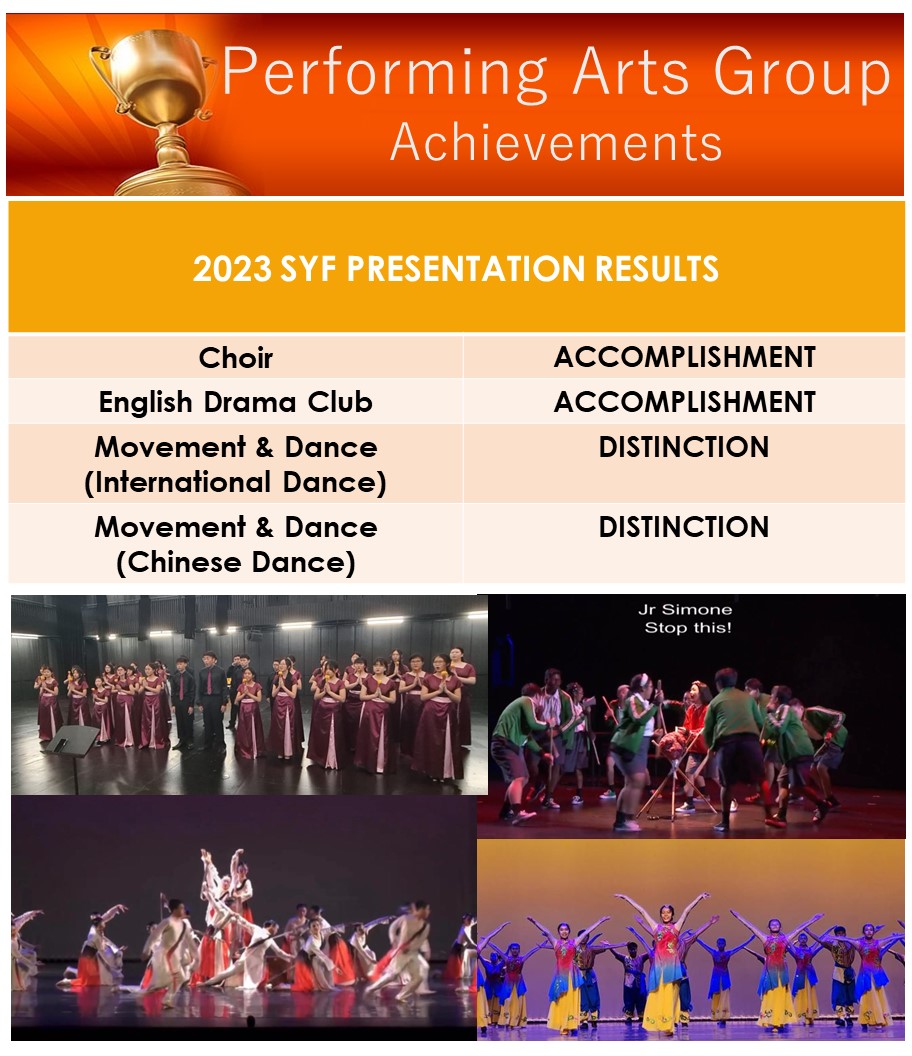 Performing Arts Group
Achievements
2023 SYF PRESENTATION RESULTS
Choir
ACCOMPLISHMENT
English Drama Club
ACCOMPLISHMENT
Movement & Dance
(International Dance)
DISTINCTION
Movement & Dance
(Chinese Dance)
DISTINCTION
Jr Simone
Stop this!